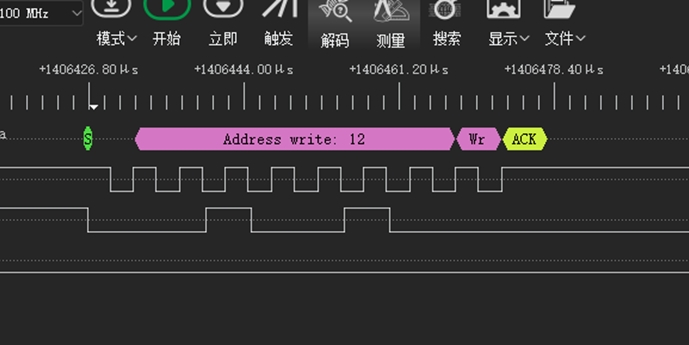 100 MHz
模式 开始 立即 触发 解码 测量 搜索 显示 文件
+1406426.80μs +1406444.00μs +1406461.20μs +1406478.40μs
a
S Address write: 12 Wr ACK